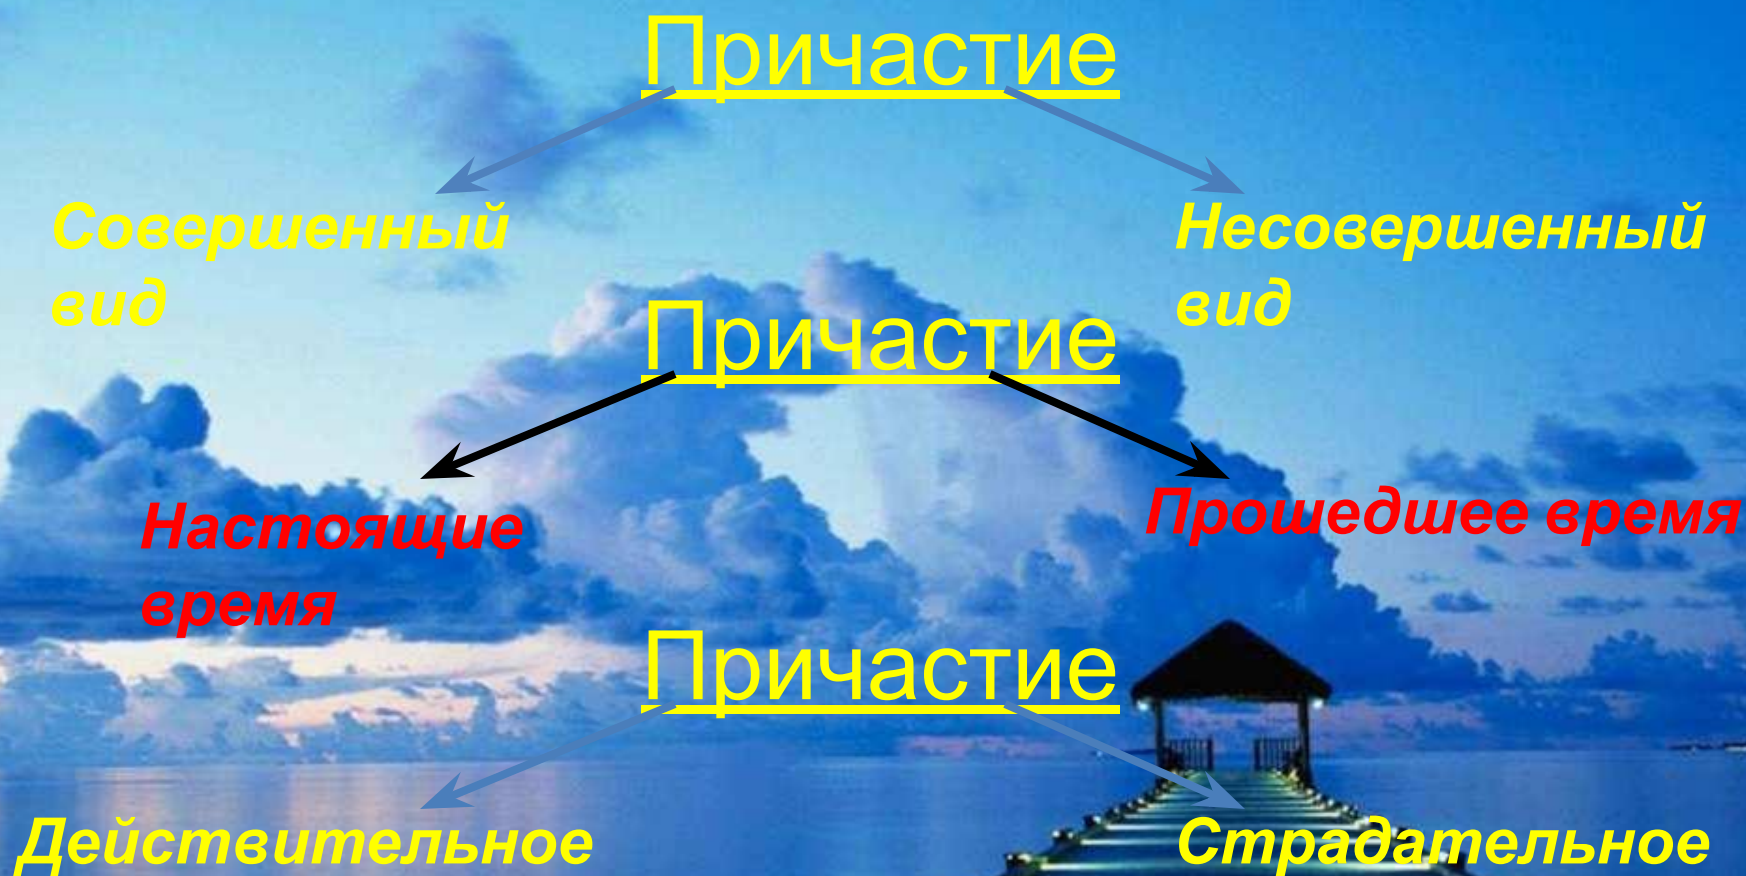 Причастие
Совершенный
вид
Несовершенный
вид
Причастие
Настоящие
время
Прошедшее время
Причастие
Действительное
Страдательное